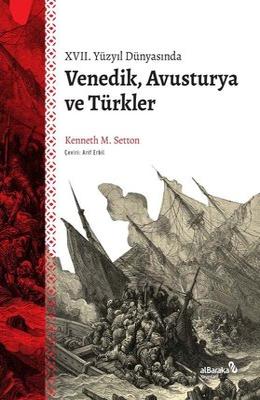 XVII. Yüzyıl Dünyasında
Venedik, Avusturya
ve Türkler
Kenneth M. Setton
Çeviri: Arif Erbil
alBaraka